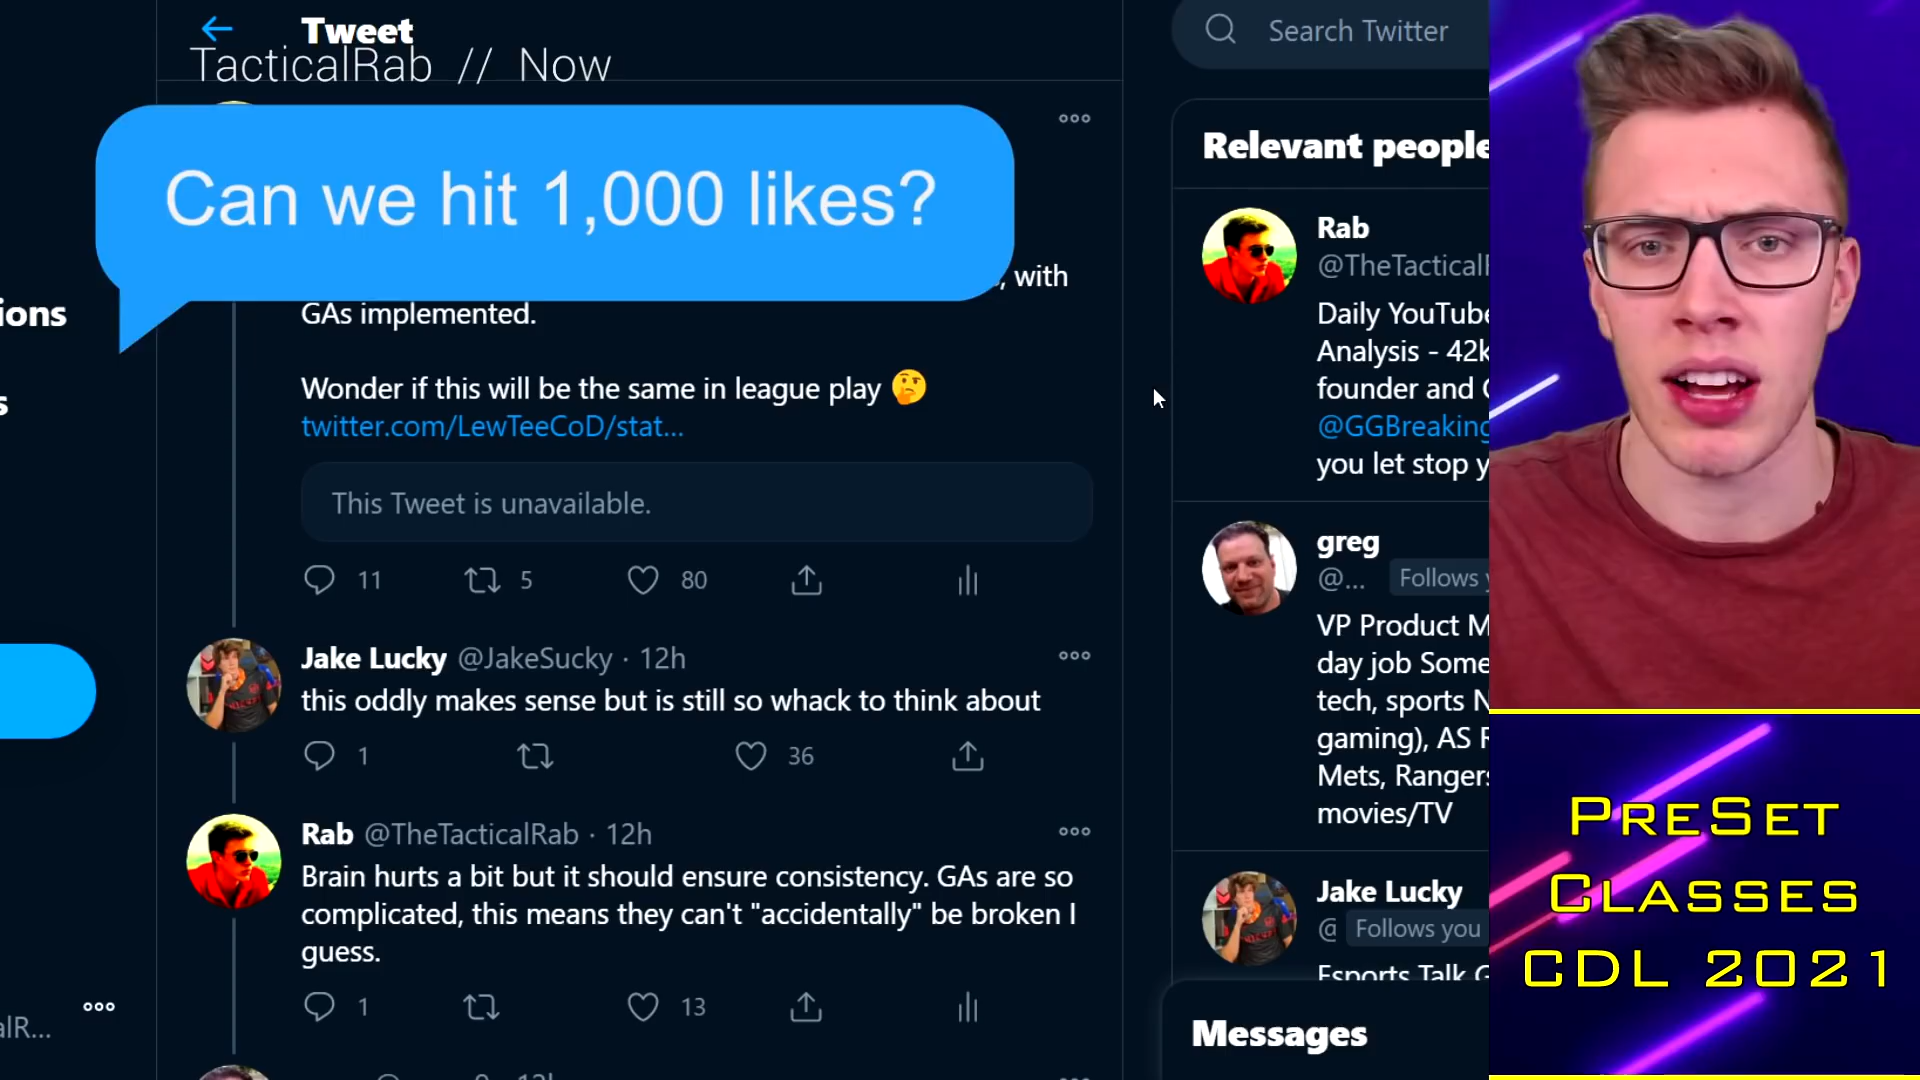 Tweet
TacticalRab // Now
Search Twitter
Can we hit 1,000 likes?
, with
GAs implemented.
Wonder if this will be the same in league play 🤔
twitter.com/LewTeeCoD/stat...
This Tweet is unavailable.
11 5 80
Jake Lucky @JakeSucky · 12h
this oddly makes sense but is still so whack to think about
1 36
Rab @TheTacticalRab · 12h
Brain hurts a bit but it should ensure consistency. GAs are so
complicated, this means they can't "accidentally" be broken I
guess.
1 13
ions
s
alR...
Relevant people
Rab
@TheTacticalR
Daily YouTube
Analysis - 42k
founder and
@GGBreaking
you let stop y
greg
@... Follows y
VP Product M
day job Some
tech, sports N
gaming), AS R
Mets, Rangers
movies/TV
Jake Lucky
@ Follows you
Esports Talk
Messages
PreSet
Classes
CDL 2021